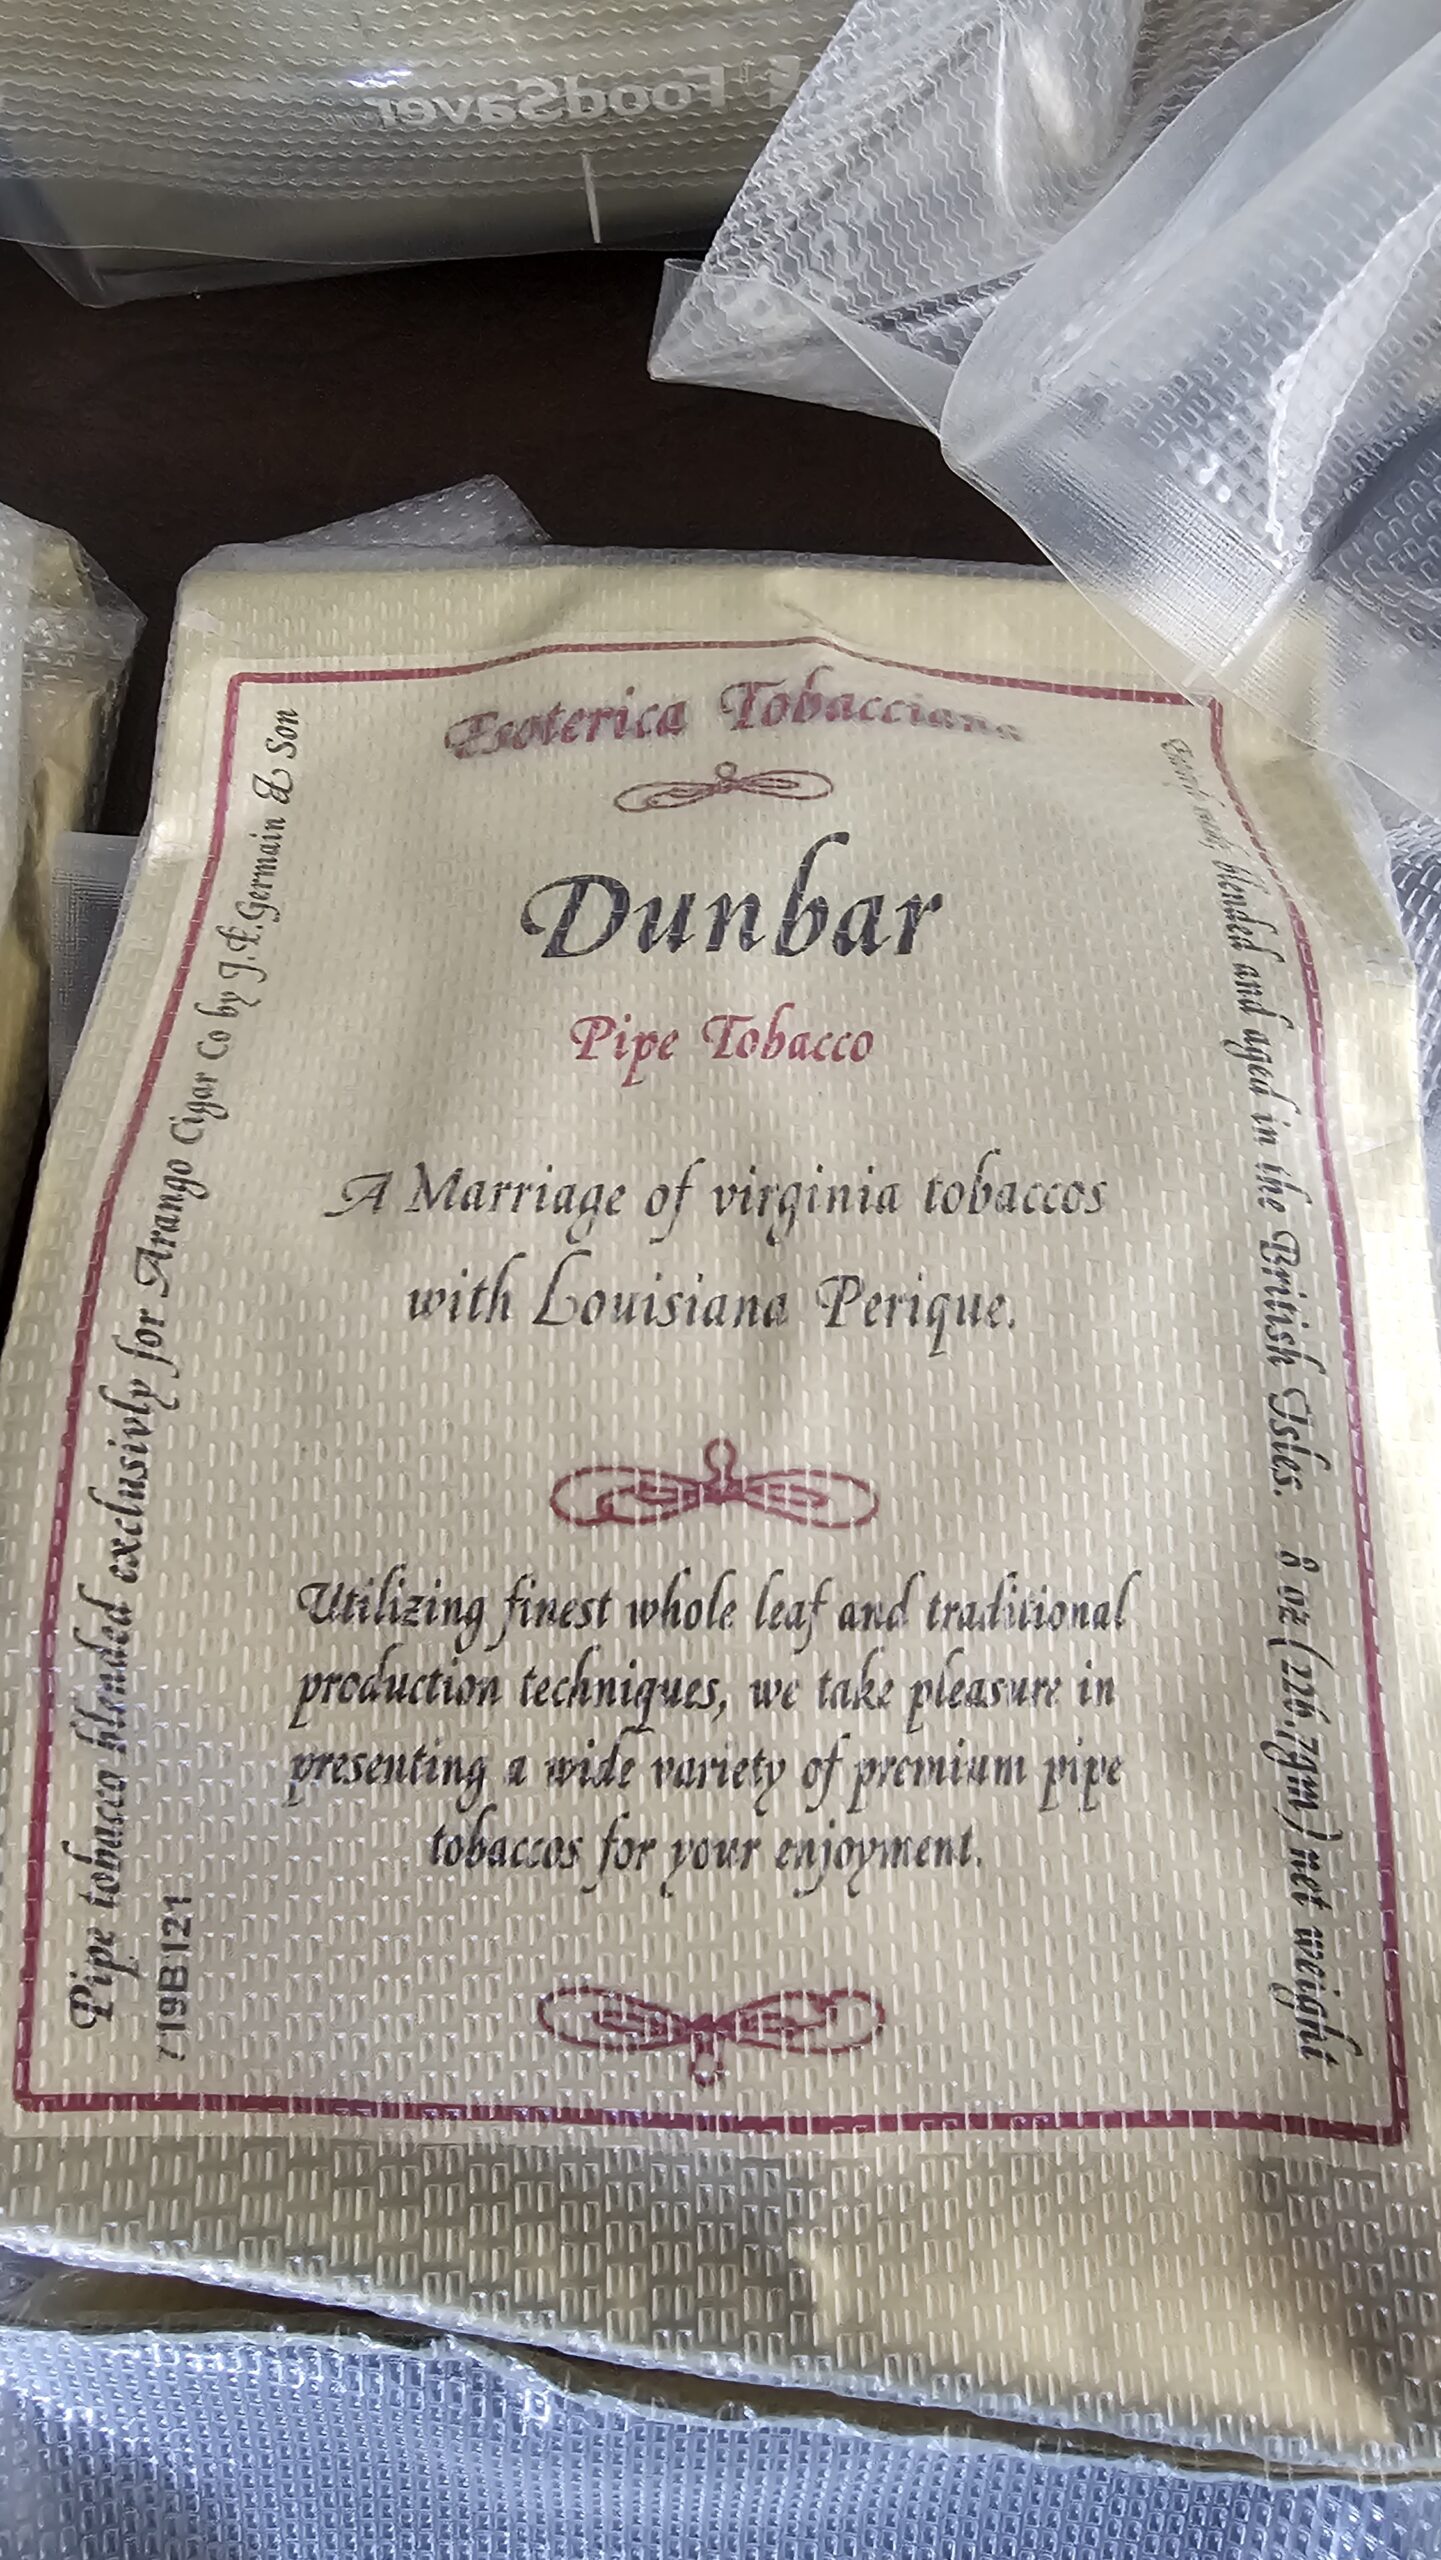 FoodSaver
Esoterica Tobacciana
Dunbar
Pipe Tobacco
A Marriage of virginia tobaccos
with Louisiana Perique.
Utilizing finest whole leaf and traditional
production techniques, we take pleasure in
presenting a wide variety of premium pipe
tobaccos for your enjoyment.
Pipe tobacco blended exclusivly for Arango Cigar Co by J.F.Germain & Son
719B121
blended and aged in the British Isles. 8 oz (226.7gm) net weight